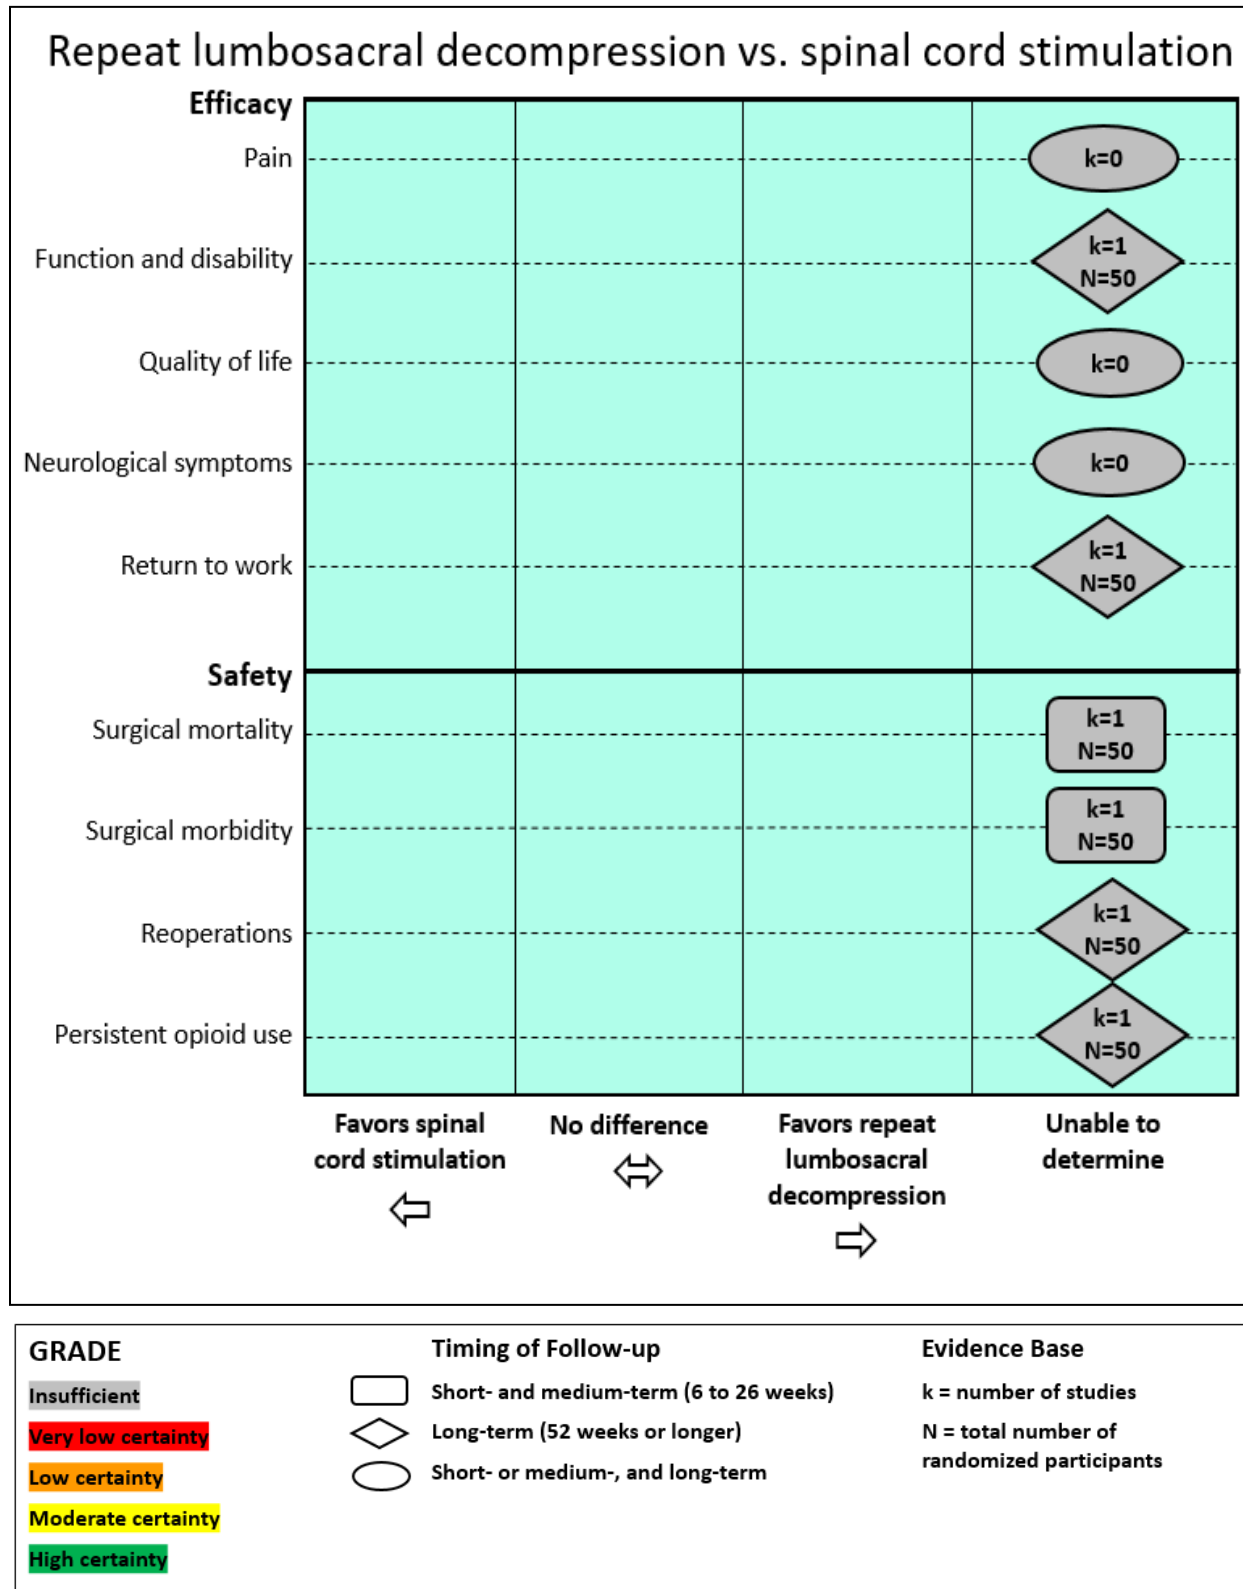 Repeat lumbosacral decompression vs. spinal cord stimulation
Efficacy
Pain
k=0
Function and disability
k=1
N=50
Quality of life
k=0
Neurological symptoms
k=0
Return to work
k=1
N=50
Safety
Surgical mortality
k=1
N=50
Surgical morbidity
k=1
N=50
Reoperations
k=1
N=50
Persistent opioid use
k=1
N=50
Favors spinal
cord stimulation
No difference
Favors repeat
lumbosacral
decompression
Unable to
determine
GRADE
Insufficient
Very low certainty
Low certainty
Moderate certainty
High certainty
Timing of Follow-up
Short- and medium-term (6 to 26 weeks)
Long-term (52 weeks or longer)
Short- or medium-, and long-term
Evidence Base
k = number of studies
N = total number of
randomized participants